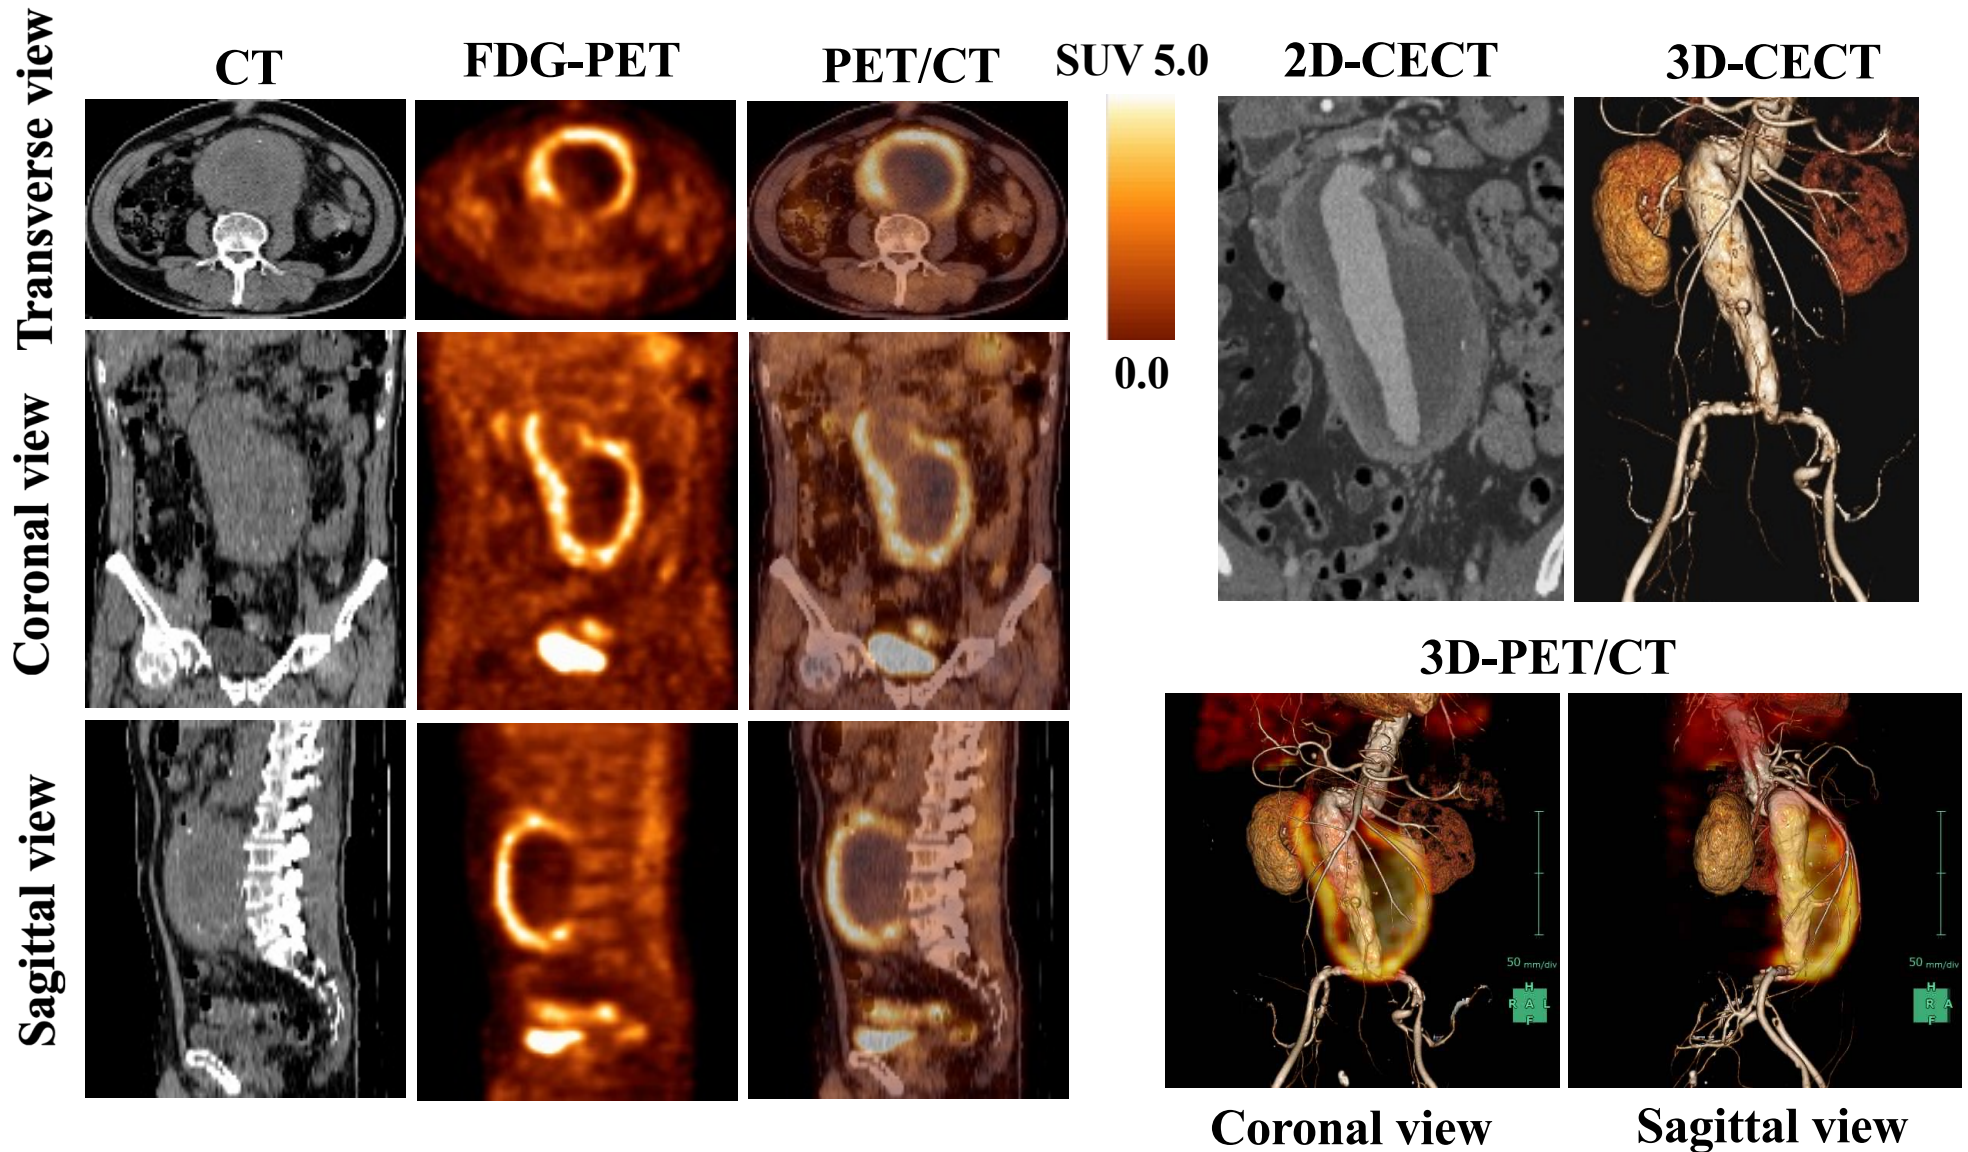 CT
FDG-PET
PET/CT
SUV 5.0
0.0
2D-CECT
3D-CECT
Transverse view
Coronal view
Sagittal view
3D-PET/CT
50 mm/div
H
R A L
F
50 mm/div
H
R A
F
Coronal view
Sagittal view